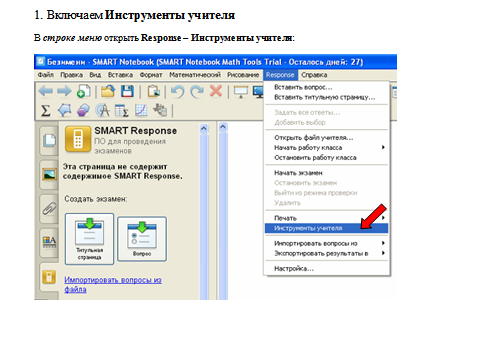 1. Включаем Инструменты учителя
В строке меню открыть Response – Инструменты учителя:
Безымени - SMART Notebook (SMART Notebook Math Tools Trial - Осталось дней: 27)
Файл Правка Вид Вставка Формат Математический Рисование Response Справка
SMART Response
ПО для проведения
экзаменов
Эта страница не содержит
содержимое SMART Response.
Создать экзамен:
Титульная
страница
Вопрос
Импортировать вопросы из
файла
Вставить вопрос...
Вставить титульную страницу...
Задать все ответы...
Добавить выбор
Открыть файл учителя...
Начать работу класса
Остановить работу класса
Начать экзамен
Остановить экзамен
Выйти из режима проверки
Удалить
Печать
Инструменты учителя
Импортировать вопросы из
Экспортировать результаты в
Настройка...